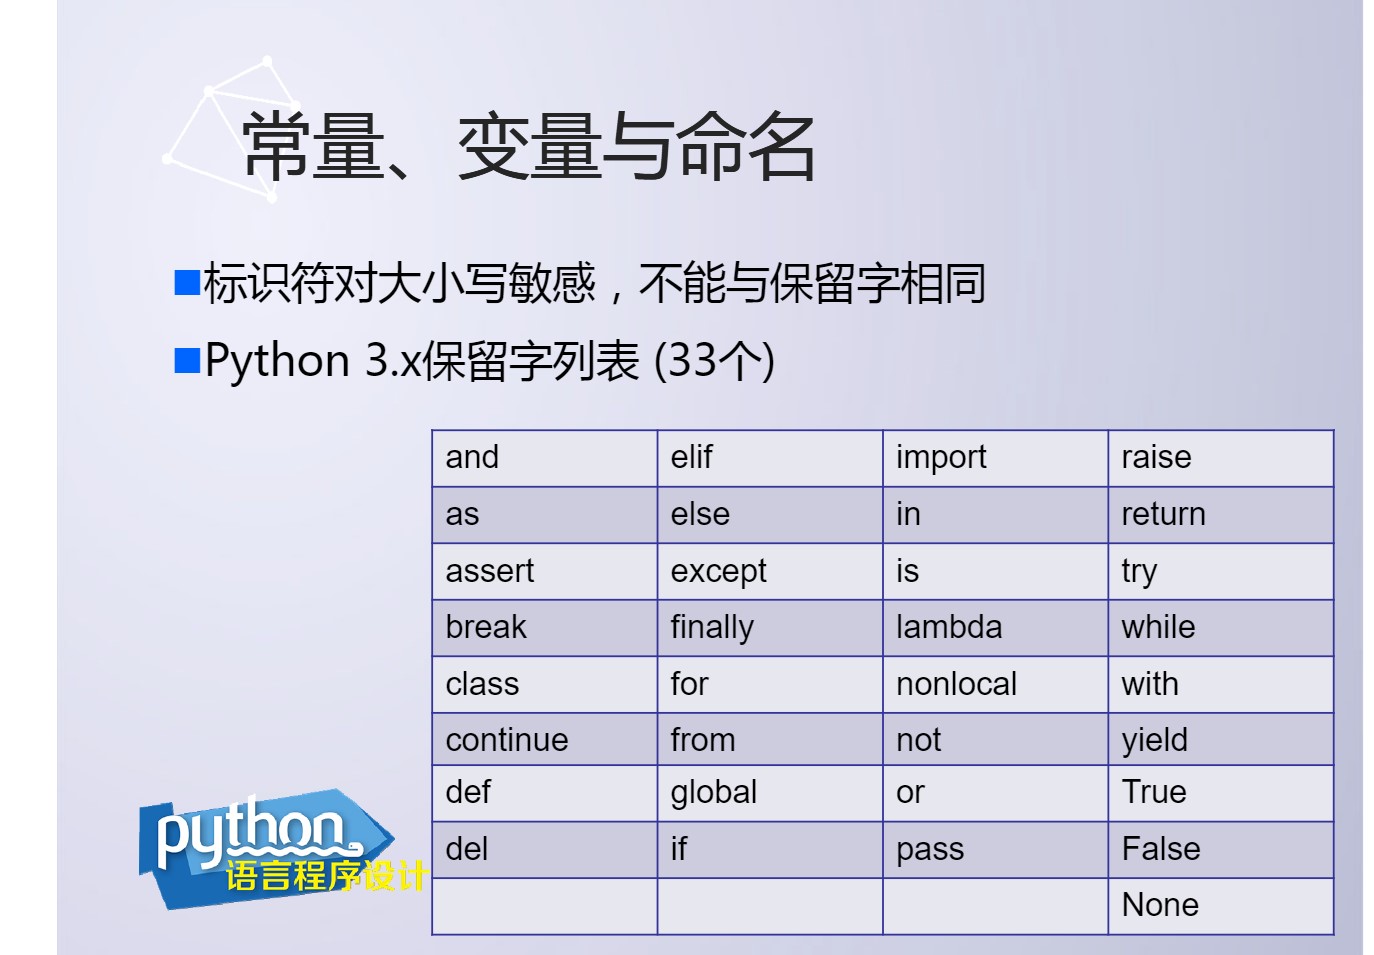 常量、变量与命名
标识符对大小写敏感，不能与保留字相同
Python 3.x保留字列表 (33个)
and elif import raise
as else in return
assert except is try
break finally lambda while
class for nonlocal with
continue from not yield
def global or True
del if pass False
None
python
语言程序设计